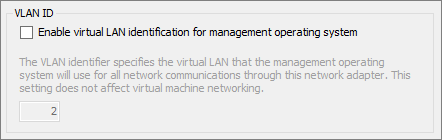 VLAN ID
Enable virtual LAN identification for management operating system
The VLAN identifier specifies the virtual LAN that the management operating
system will use for all network communications through this network adapter. This
setting does not affect virtual machine networking.
2